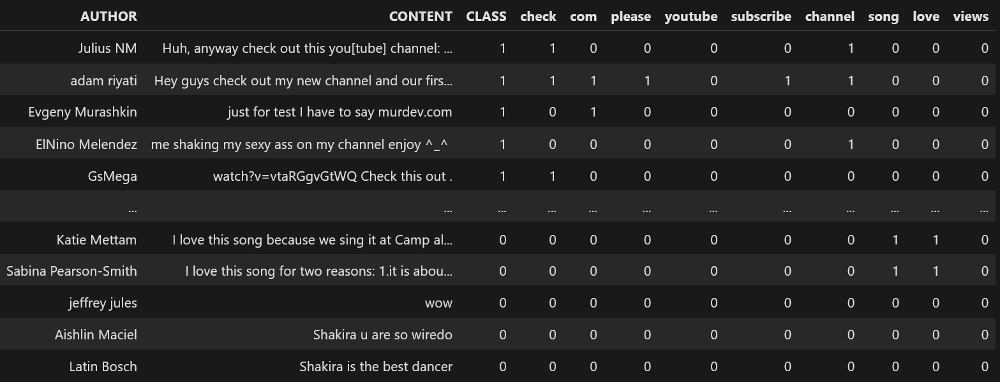 AUTHOR CONTENT CLASS check com please youtube subscribe channel song love views
Julius NM Huh, anyway check out this you[tube] channel: ... 1 1 0 0 0 0 1 0 0 0
adam riyati Hey guys check out my new channel and our firs... 1 1 1 1 0 1 1 0 0 0
Evgeny Murashkin just for test I have to say murdev.com 1 0 1 0 0 0 0 0 0 0
ElNino Melendez me shaking my sexy ass on my channel enjoy ^_^ 1 0 0 0 0 0 1 0 0 0
GsMega watch?v=vtaRGgvGtWQ Check this out . 1 1 0 0 0 0 0 0 0 0
... ... ... ... ... ... ... ... ... ... ... ...
Katie Mettam I love this song because we sing it at Camp al... 0 0 0 0 0 0 0 1 1 0
Sabina Pearson-Smith I love this song for two reasons: 1.it is abou... 0 0 0 0 0 0 0 1 1 0
jeffrey jules wow 0 0 0 0 0 0 0 0 0 0
Aishlin Maciel Shakira u are so wiredo 0 0 0 0 0 0 0 0 0 0
Latin Bosch Shakira is the best dancer 0 0 0 0 0 0 0 0 0 0